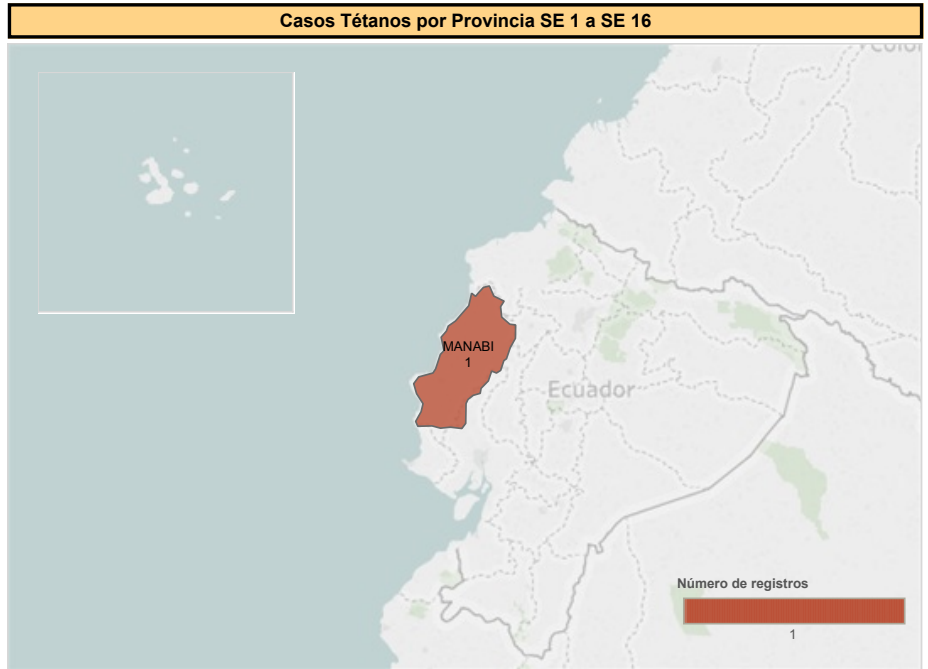 Casos Tétanos por Provincia SE 1 a SE 16
MANABI
1
Ecuador
Número de registros
1